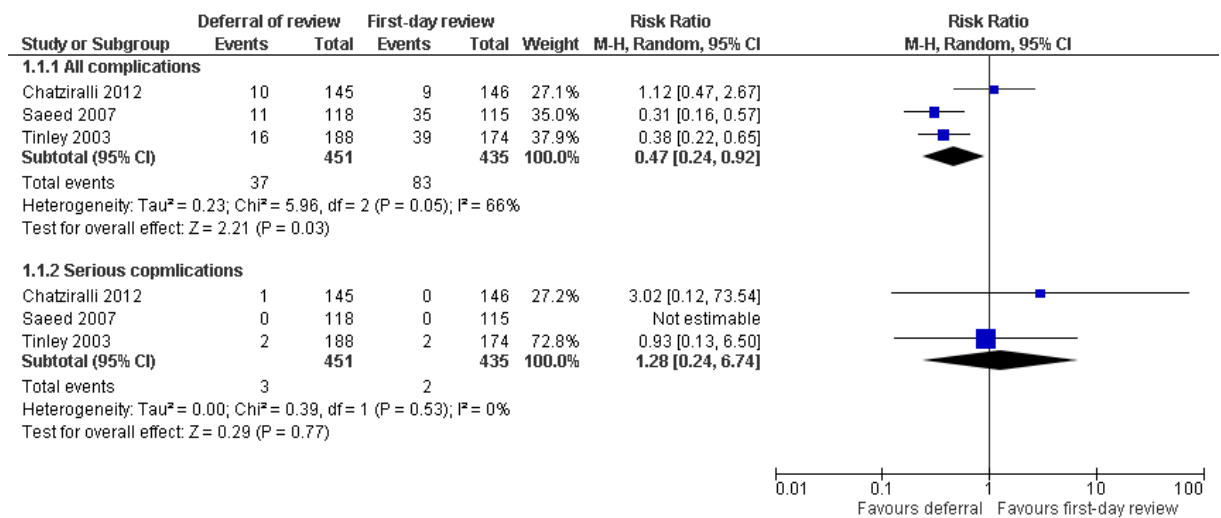 Deferral of review First-day review Risk Ratio Risk Ratio
Study or Subgroup Events Total Events Total Weight M-H, Random, 95% CI M-H, Random, 95% CI
1.1.1 All complications
Chatziralli 2012 10 145 9 146 27.1% 1.12 [0.47, 2.67]
Saeed 2007 11 118 35 115 35.0% 0.31 [0.16, 0.57]
Tinley 2003 16 188 39 174 37.9% 0.38 [0.22, 0.65]
Subtotal (95% CI) 451 435 100.0% 0.47 [0.24, 0.92]
Total events 37 83
Heterogeneity: Tau² = 0.23; Chi² = 5.96, df = 2 (P = 0.05); I² = 66%
Test for overall effect: Z = 2.21 (P = 0.03)
1.1.2 Serious copmlications
Chatziralli 2012 1 145 0 146 27.2% 3.02 [0.12, 73.54]
Saeed 2007 0 118 0 115 Not estimable
Tinley 2003 2 188 2 174 72.8% 0.93 [0.13, 6.50]
Subtotal (95% CI) 451 435 100.0% 1.28 [0.24, 6.74]
Total events 3 2
Heterogeneity: Tau² = 0.00; Chi² = 0.39, df = 1 (P = 0.53); I² = 0%
Test for overall effect: Z = 0.29 (P = 0.77)
0.01 0.1 1 10 100
Favours deferral Favours first-day review